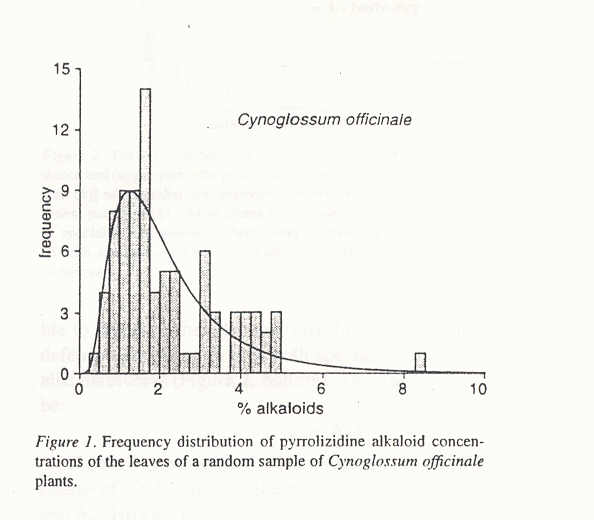 15
Cynoglossum officinale
12
9
6
3
0
frequency
0 2 4 6 8 10
% alkaloids
Figure 1. Frequency distribution of pyrrolizidine alkaloid concen-
trations of the leaves of a random sample of Cynoglossum officinale
plants.